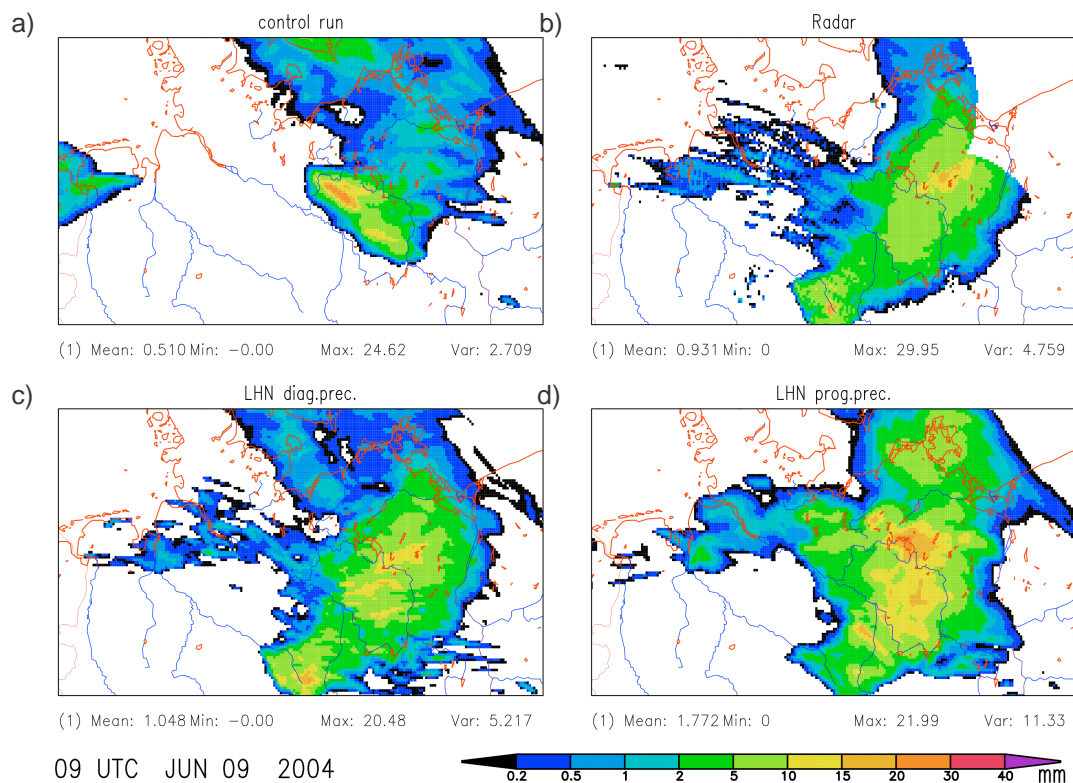 a) control run
b) Radar
(1) Mean: 0.510 Min: −0.00 Max: 24.62 Var: 2.709
(1) Mean: 0.931 Min: 0 Max: 29.95 Var: 4.759
c) LHN diag.prec.
d) LHN prog.prec.
(1) Mean: 1.048 Min: −0.00 Max: 20.48 Var: 5.217
(1) Mean: 1.772 Min: 0 Max: 21.99 Var: 11.33
09 UTC JUN 09 2004
0.2 0.5 1 2 5 10 15 20 30 40 mm